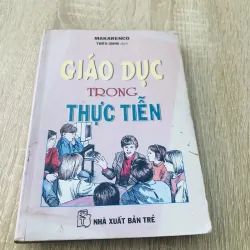 MAKARENCO
GIÁO DỤC
TRONG
THỰC TIỄN
NHÀ XUẤT BẢN TRẺ